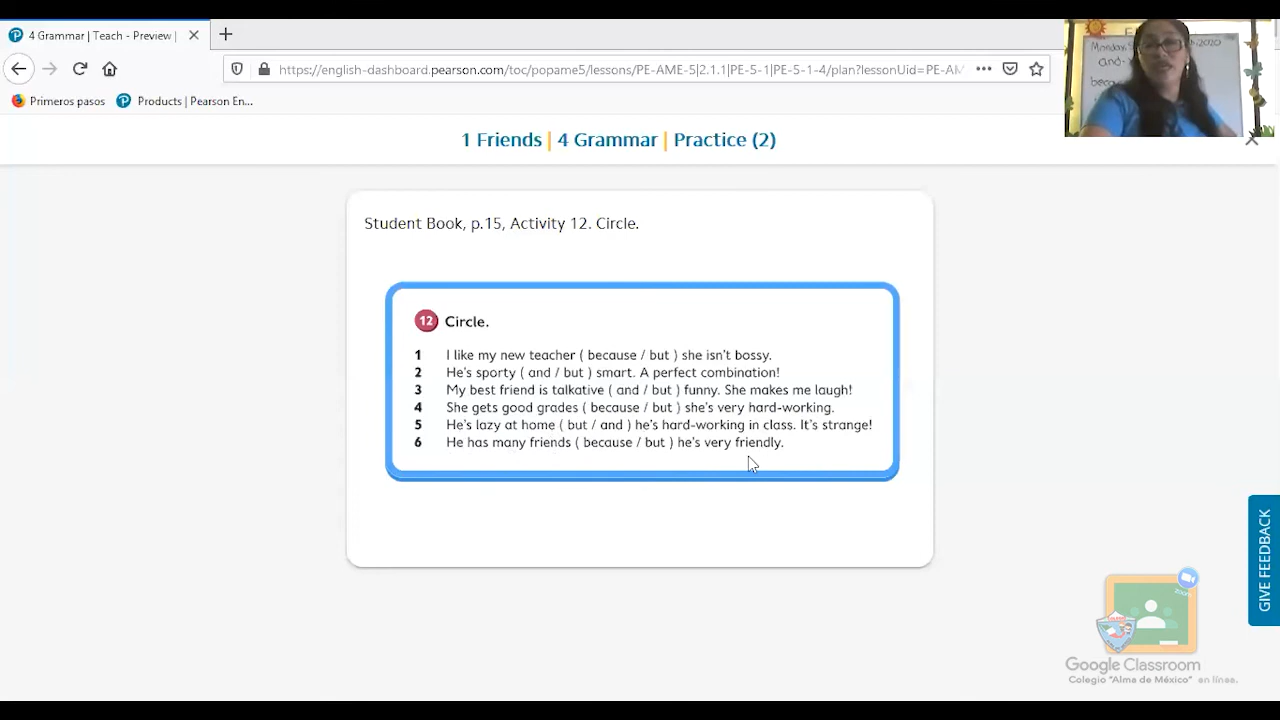 4 Grammar | Teach - Preview |
https://english-dashboard.pearson.com/toc/popame5/lessons/PE-AME-5|2.1.1|PE-5-1|PE-5-1-4/plan?lessonUid=PE-AM
Primeros pasos
Products | Pearson En...
Monday
2020
and-
beca
1 Friends | 4 Grammar | Practice (2)
Student Book, p.15, Activity 12. Circle.
12 Circle.
1 I like my new teacher ( because / but ) she isn't bossy.
2 He's sporty ( and / but ) smart. A perfect combination!
3 My best friend is talkative ( and / but ) funny. She makes me laugh!
4 She gets good grades ( because / but ) she's very hard-working.
5 He's lazy at home ( but / and ) he's hard-working in class. It's strange!
6 He has many friends ( because / but ) he's very friendly.
GIVE FEEDBACK
zoom
Google Classroom
Colegio "Alma de México" en línea.